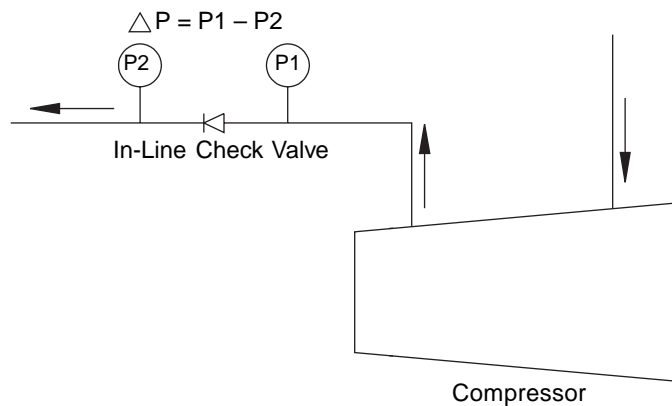 △ P = P1 – P2
P2
P1
In-Line Check Valve
Compressor